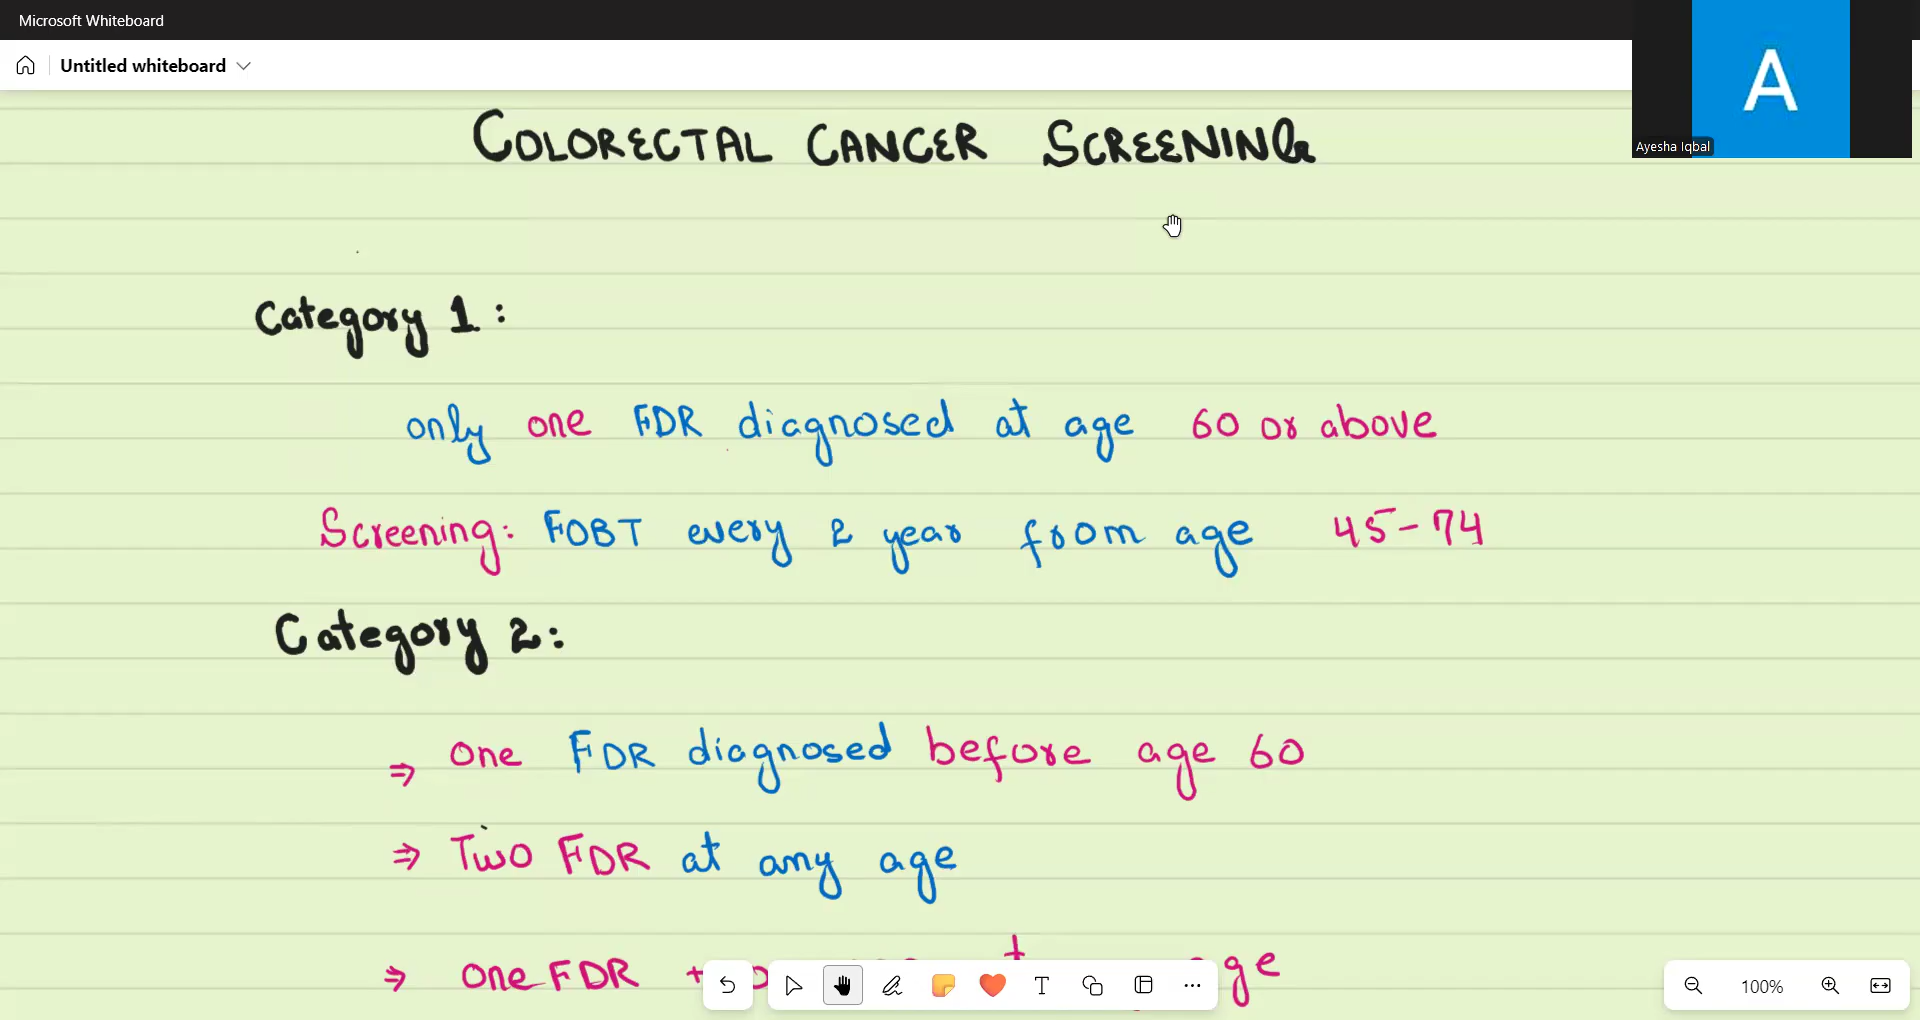 Microsoft Whiteboard
Untitled whiteboard
A
Ayesha Iqbal
COLORECTAL CANCER SCREENING
Category 1:
only one FDR diagnosed at age 60 or above
Screening: FOBT every 2 year from age 45-74
Category 2:
⇒ One FDR diagnosed before age 60
⇒ Two FDR at any age
⇒ One FDR + age
100%